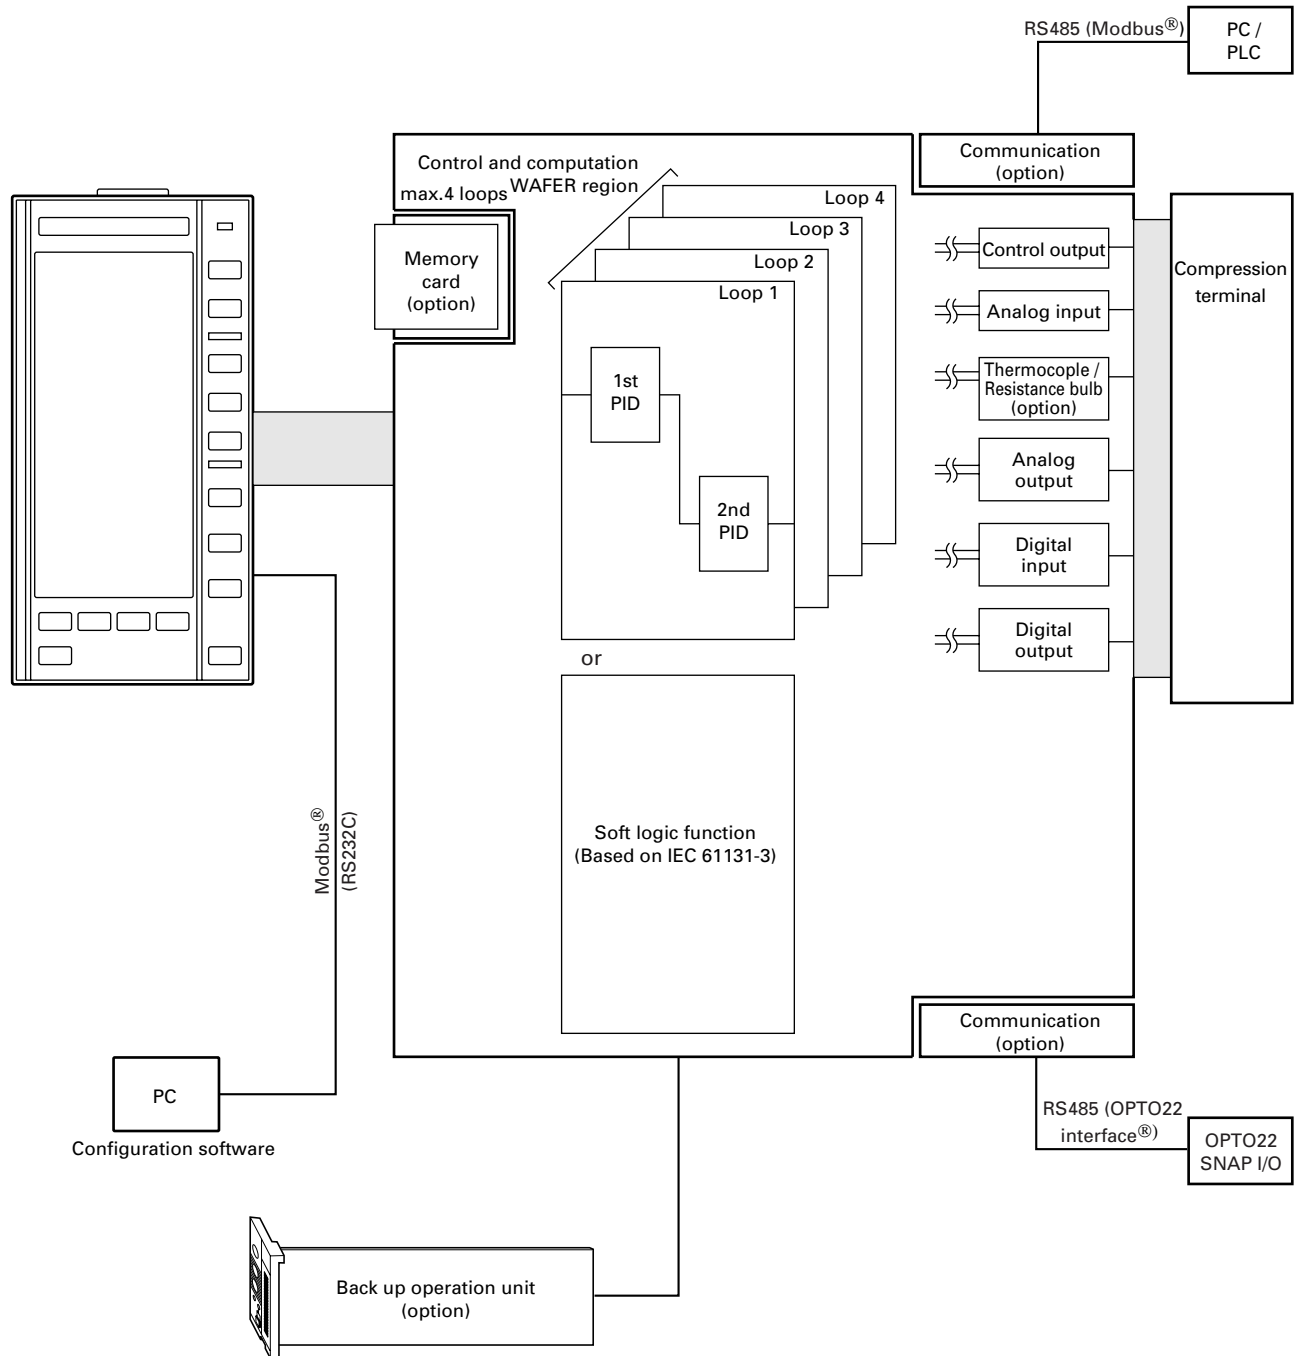 RS485 (Modbus®)
PC /
PLC
Communication
(option)
Control and computation
WAFER region
max.4 loops
Memory
card
(option)
Loop 4
Loop 3
Loop 2
Loop 1
1st
PID
2nd
PID
Control output
Analog input
Thermocople /
Resistance bulb
(option)
Analog
output
Digital
input
Digital
output
Compression
terminal
or
Soft logic function
(Based on IEC 61131-3)
Modbus®
(RS232C)
Communication
(option)
PC
Configuration software
RS485 (OPTO22
interface®)
OPTO22
SNAP I/O
Back up operation unit
(option)